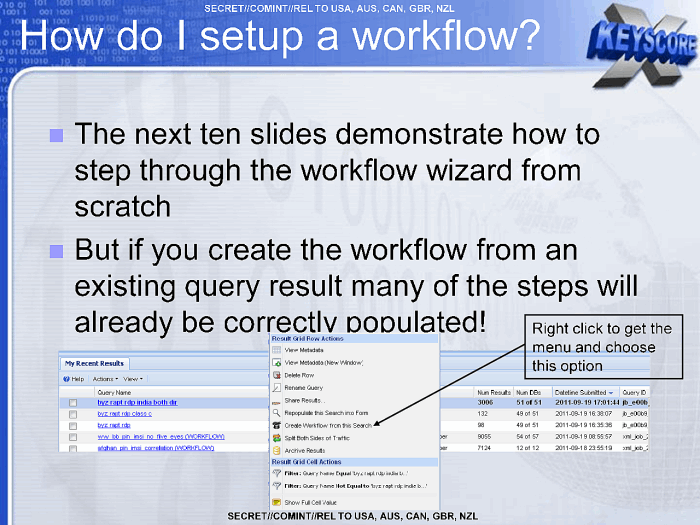 SECRET//COMINT//REL TO USA, AUS, CAN, GBR, NZL
How do I setup a workflow?
X KEYSCORE
The next ten slides demonstrate how to
step through the workflow wizard from
scratch
But if you create the workflow from an
existing query result many of the steps will
already be correctly populated!
Right click to get the
menu and choose
this option
My Recent Results
Help Actions View
Query Name Num Results Num DBs Datetime Submitted Query ID
byz rapt rdp india both dir 3006 51 of 51 2011-09-19 17:01:44 jb_e00b
byz rapt rdp class c 132 49 of 51 2011-09-19 16:38:07 jb_e00b9
byz rapt rdp 98 49 of 51 2011-09-19 16:35:36 jb_e00b9
ww_bb_pin_imsi_no_five_eyes (WORKFLOW) 9055 54 of 57 2011-09-19 08:55:57
afghan_pin_imsi_correlation (WORKFLOW) 7124 12 of 12 2011-09-18 23:55:19
Result Grid Row Actions
View Metadata
View Metadata (New Window)
Delete Row
Rename Query
Share Results...
Repopulate this Search into Form
Create Workflow from this Search
Split Both Sides of Traffic
Archive Results
Result Grid Cell Actions
Filter: Query Name Equal 'byz rapt rdp india b...'
Filter: Query Name Not Equal to 'byz rapt rdp india b...'
Show Full Cell Value
SECRET//COMINT//REL TO USA, AUS, CAN, GBR, NZL